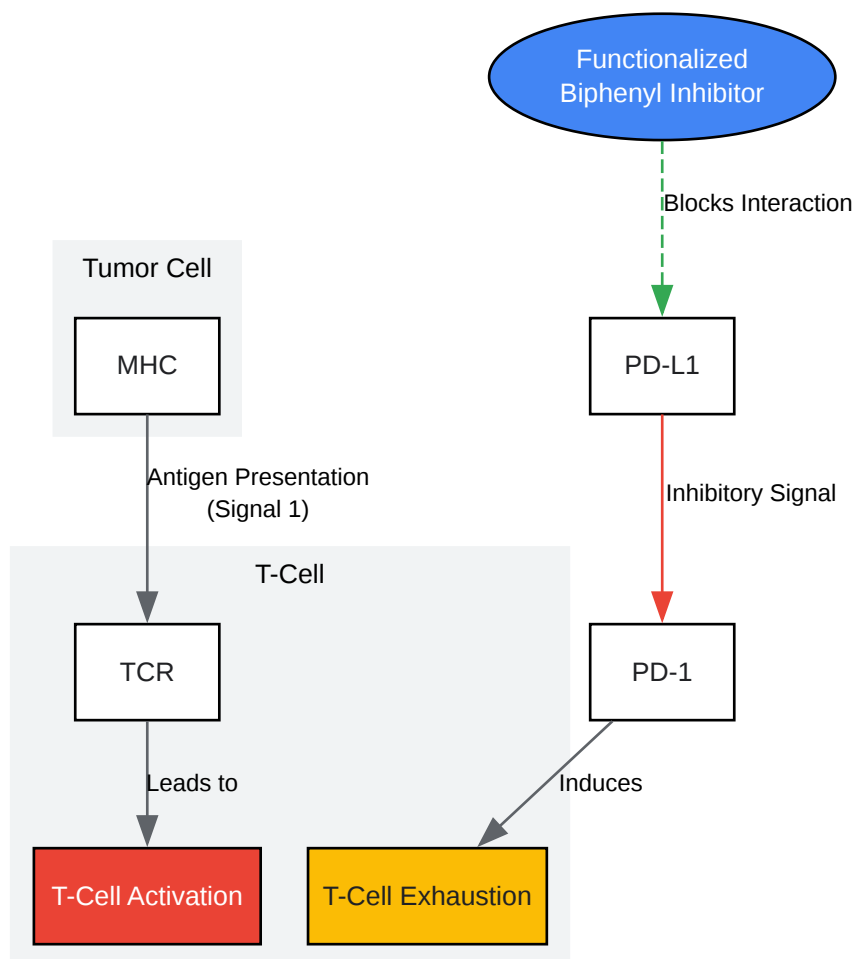 Functionalized
Biphenyl Inhibitor
Blocks Interaction
Tumor Cell
MHC
PD-L1
Antigen Presentation
(Signal 1)
Inhibitory Signal
T-Cell
TCR
PD-1
Leads to
Induces
T-Cell Activation
T-Cell Exhaustion